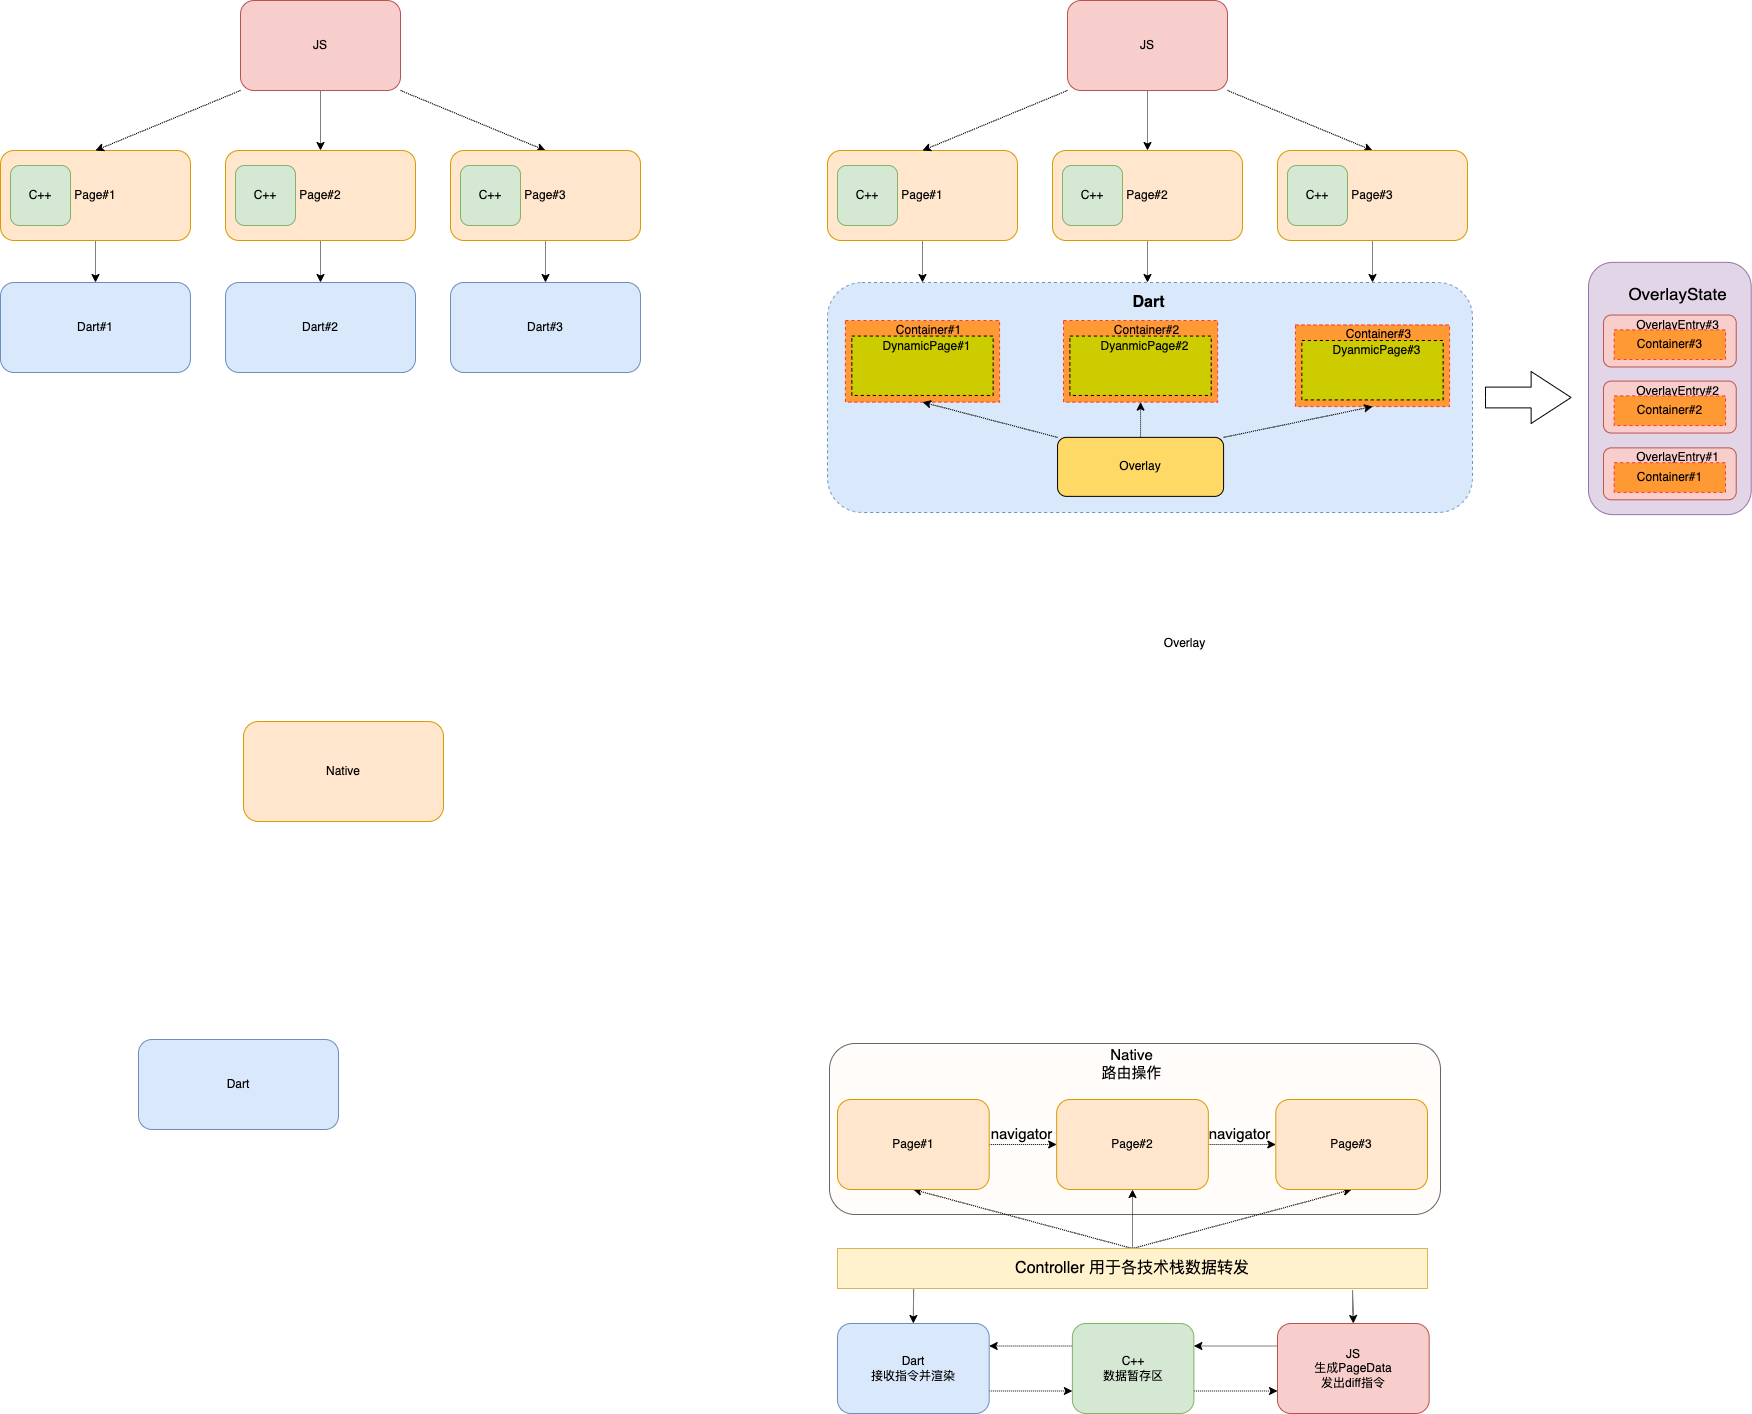 JS
C++
Page#1
C++
Page#2
C++
Page#3
Dart#1
Dart#2
Dart#3
JS
C++
Page#1
C++
Page#2
C++
Page#3
Dart
Container#1
DynamicPage#1
Container#2
DyanmicPage#2
Container#3
DyanmicPage#3
Overlay
OverlayState
OverlayEntry#3
Container#3
OverlayEntry#2
Container#2
OverlayEntry#1
Container#1
Overlay
Native
Dart
Native
路由操作
Page#1
navigator
Page#2
navigator
Page#3
Controller 用于各技术栈数据转发
Dart
接收指令并渲染
C++
数据暂存区
JS
生成PageData
发出diff指令